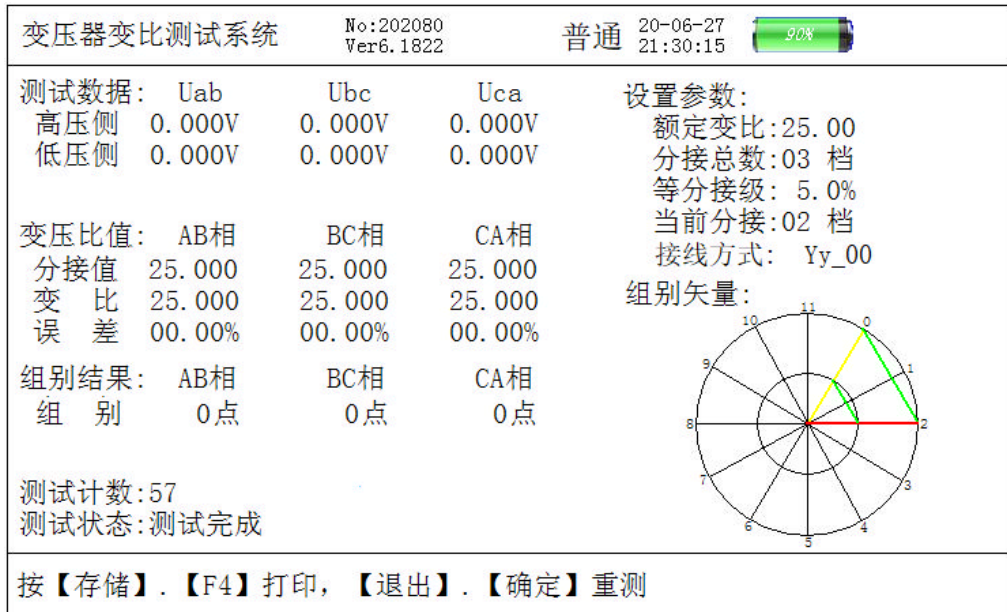 变压器变比测试系统 No:202080 Ver6.1822 普通 20-06-27 21:30:15 90%
测试数据: Uab Ubc Uca
高压侧 0.000V 0.000V 0.000V
低压侧 0.000V 0.000V 0.000V
变压比值: AB相 BC相 CA相
分接值 25.000 25.000 25.000
变 比 25.000 25.000 25.000
误 差 00.00% 00.00% 00.00%
组别结果: AB相 BC相 CA相
组 别 0点 0点 0点
测试计数:57
测试状态:测试完成
设置参数:
额定变比:25.00
分接总数:03 档
等分接级: 5.0%
当前分接:02 档
接线方式: Yy_00
组别矢量:
11
10 0
9 1
8 2
7 3
6 4
5
按【存储】.【F4】打印，【退出】.【确定】重测